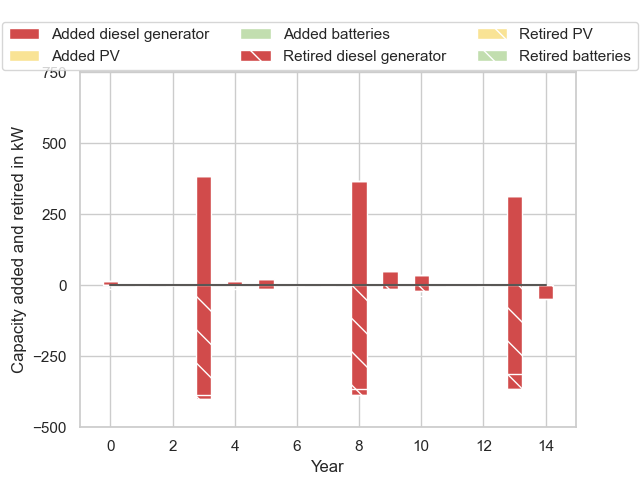 Added diesel generator
Added PV
Added batteries
Retired diesel generator
Retired PV
Retired batteries
750
500
250
0
−250
−500
Capacity added and retired in kW
0 2 4 6 8 10 12 14
Year